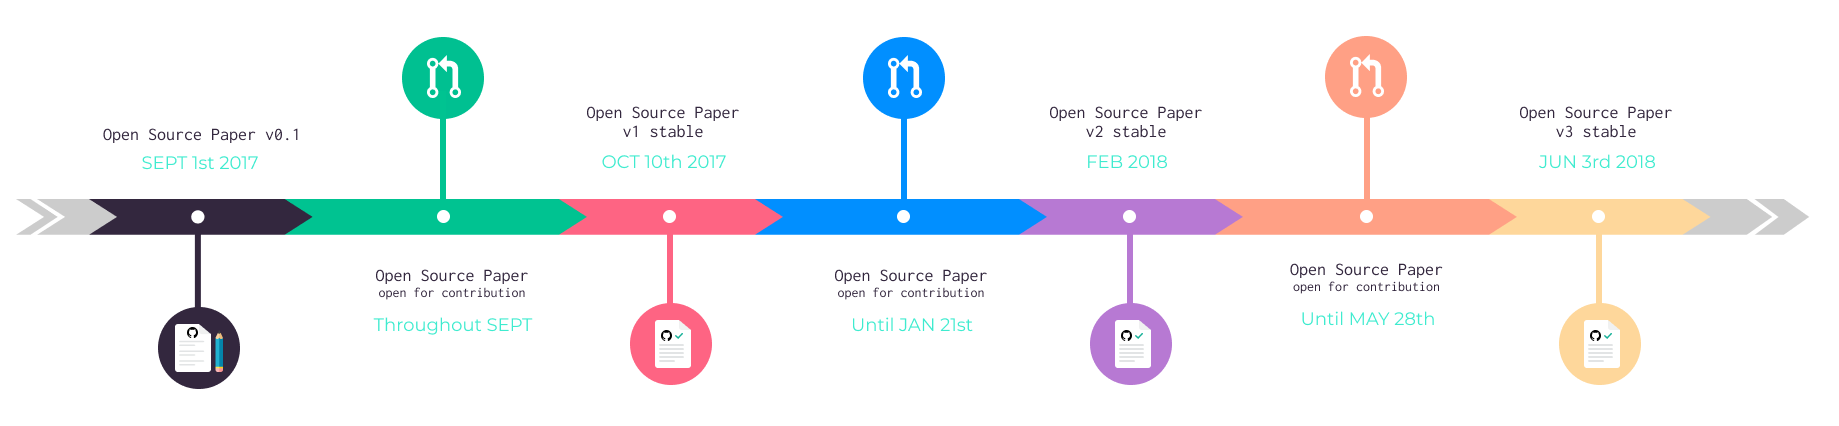 Open Source Paper v0.1
SEPT 1st 2017
Open Source Paper
open for contribution
Throughout SEPT
Open Source Paper
v1 stable
OCT 10th 2017
Open Source Paper
open for contribution
Until JAN 21st
Open Source Paper
v2 stable
FEB 2018
Open Source Paper
open for contribution
Until MAY 28th
Open Source Paper
v3 stable
JUN 3rd 2018